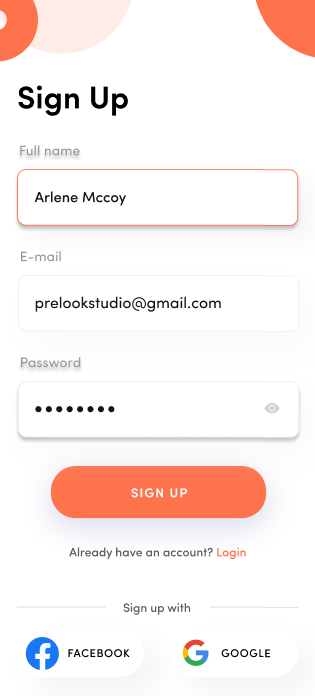 Sign Up
Full name
Arlene Mccoy
E-mail
prelookstudio@gmail.com
Password
••••••••
SIGN UP
Already have an account? Login
Sign up with
FACEBOOK
GOOGLE